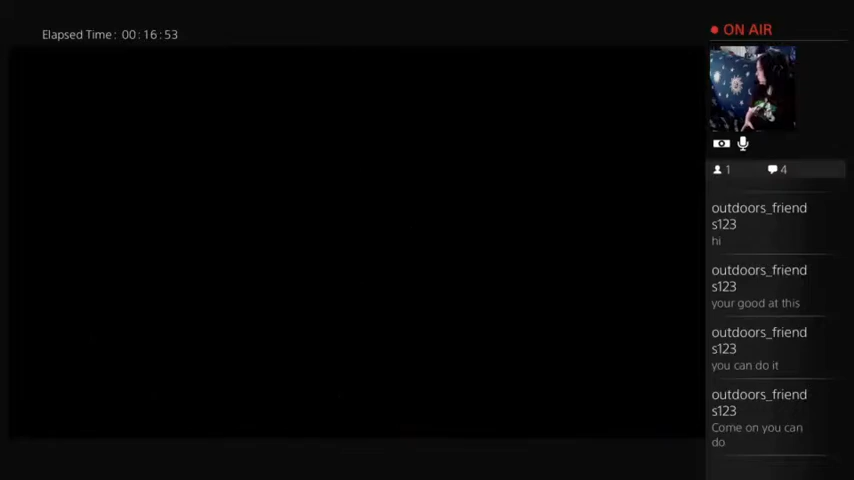 Elapsed Time: 00:16:53
ON AIR
1 4
outdoors_friend
s123
hi
outdoors_friend
s123
your good at this
outdoors_friend
s123
you can do it
outdoors_friend
s123
Come on you can
do